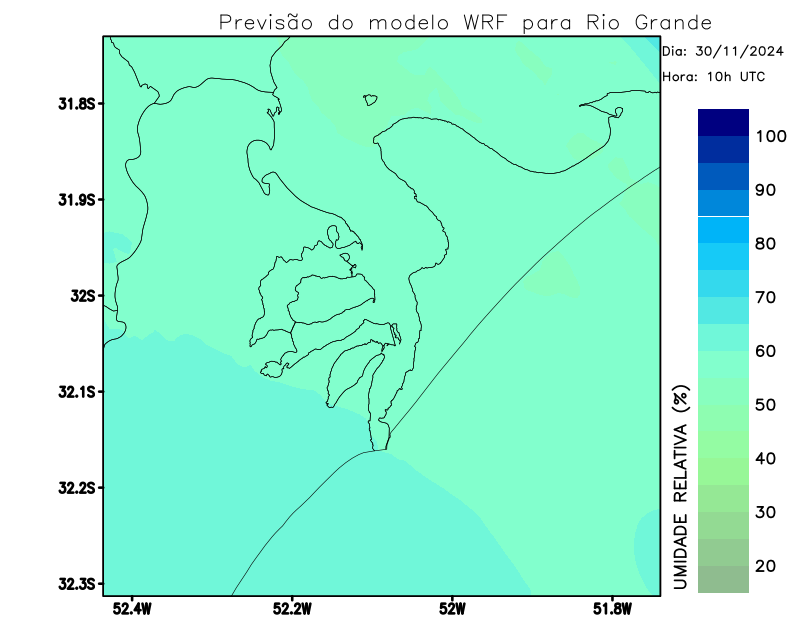 Previsão do modelo WRF para Rio Grande
Dia: 30/11/2024
Hora: 10h UTC
31.8S
31.9S
32S
32.1S
32.2S
32.3S
52.4W
52.2W
52W
51.8W
UMIDADE RELATIVA (%)
100
90
80
70
60
50
40
30
20